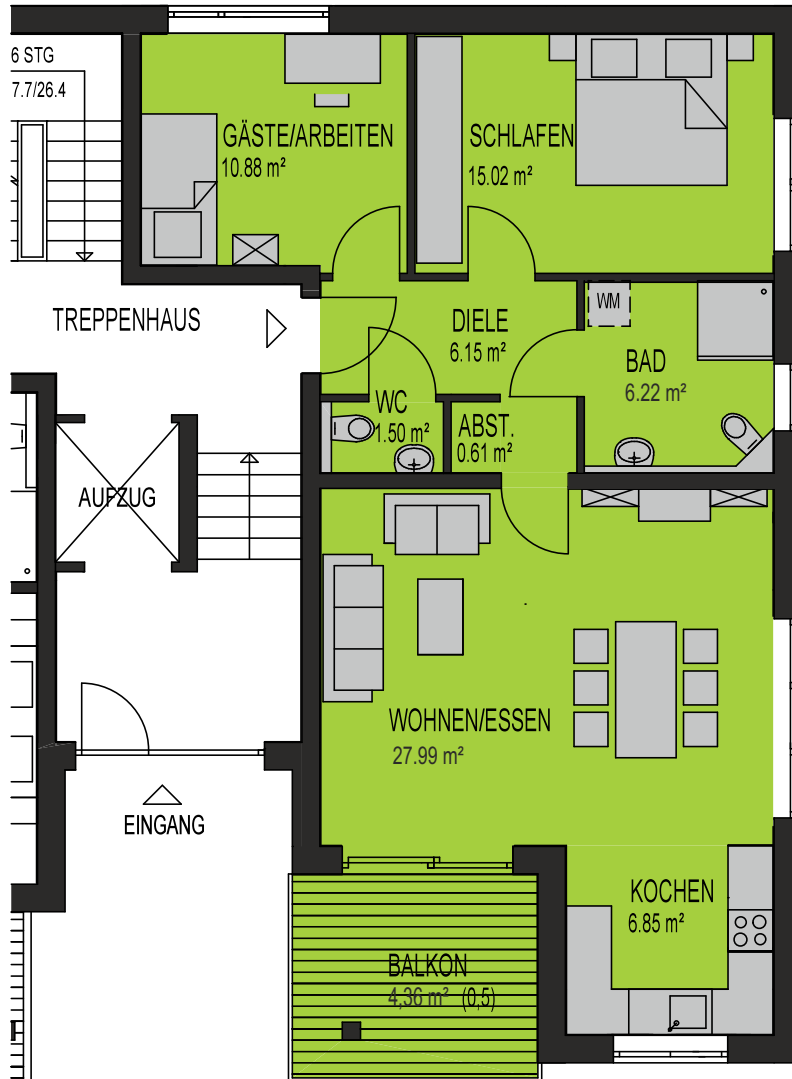 6 STG
7.7/26.4
GÄSTE/ARBEITEN
10.88 m²
SCHLAFEN
15.02 m²
TREPPENHAUS
DIELE
6.15 m²
WM
BAD
6.22 m²
WC
1.50 m²
ABST.
0.61 m²
AUFZUG
WOHNEN/ESSEN
27.99 m²
EINGANG
KOCHEN
6.85 m²
BALKON
4,36 m² (0,5)